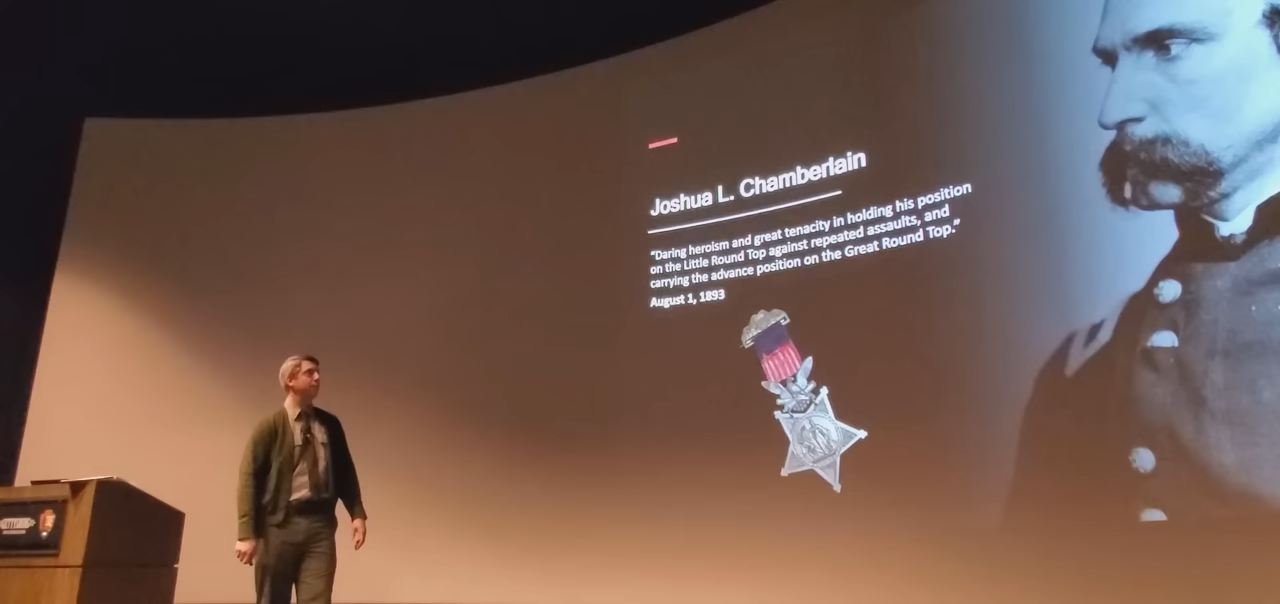 Joshua L. Chamberlain
“Daring heroism and great tenacity in holding his position
on the Little Round Top against repeated assaults, and
carrying the advance position on the Great Round Top.”
August 1, 1893